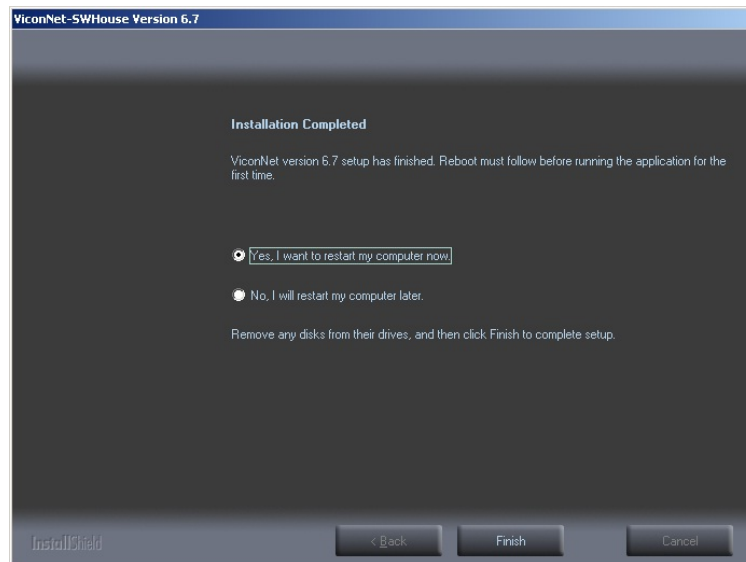 ViconNet-SWHouse Version 6.7
Installation Completed
ViconNet version 6.7 setup has finished. Reboot must follow before running the application for the
first time.
Yes, I want to restart my computer now.
No, I will restart my computer later.
Remove any disks from their drives, and then click Finish to complete setup.
InstallShield
< Back
Finish
Cancel